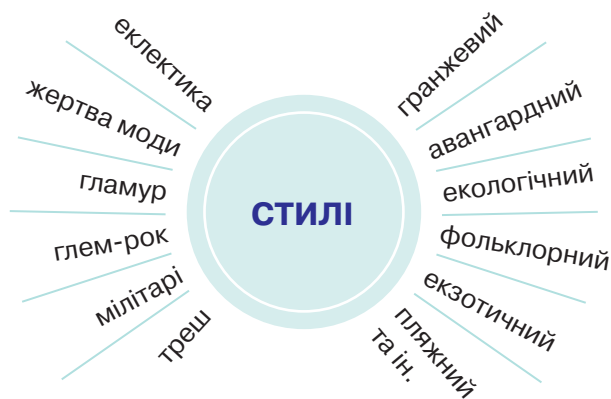 еклектика
жертва моди
гламур
глем-рок
мілітарі
треш
СТИЛІ
гранжевий
авангардний
екологічний
фольклорний
екзотичний
пляжний
та ін.